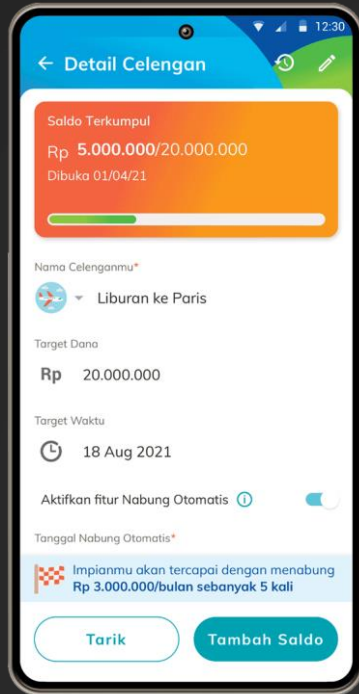 12:30
Detail Celengan
Saldo Terkumpul
Rp 5.000.000/20.000.000
Dibuka 01/04/21
Nama Celenganmu*
Liburan ke Paris
Target Dana
Rp 20.000.000
Target Waktu
18 Aug 2021
Aktifkan fitur Nabung Otomatis
Tanggal Nabung Otomatis*
Impianmu akan tercapai dengan menabung
Rp 3.000.000/bulan sebanyak 5 kali
Tarik
Tambah Saldo